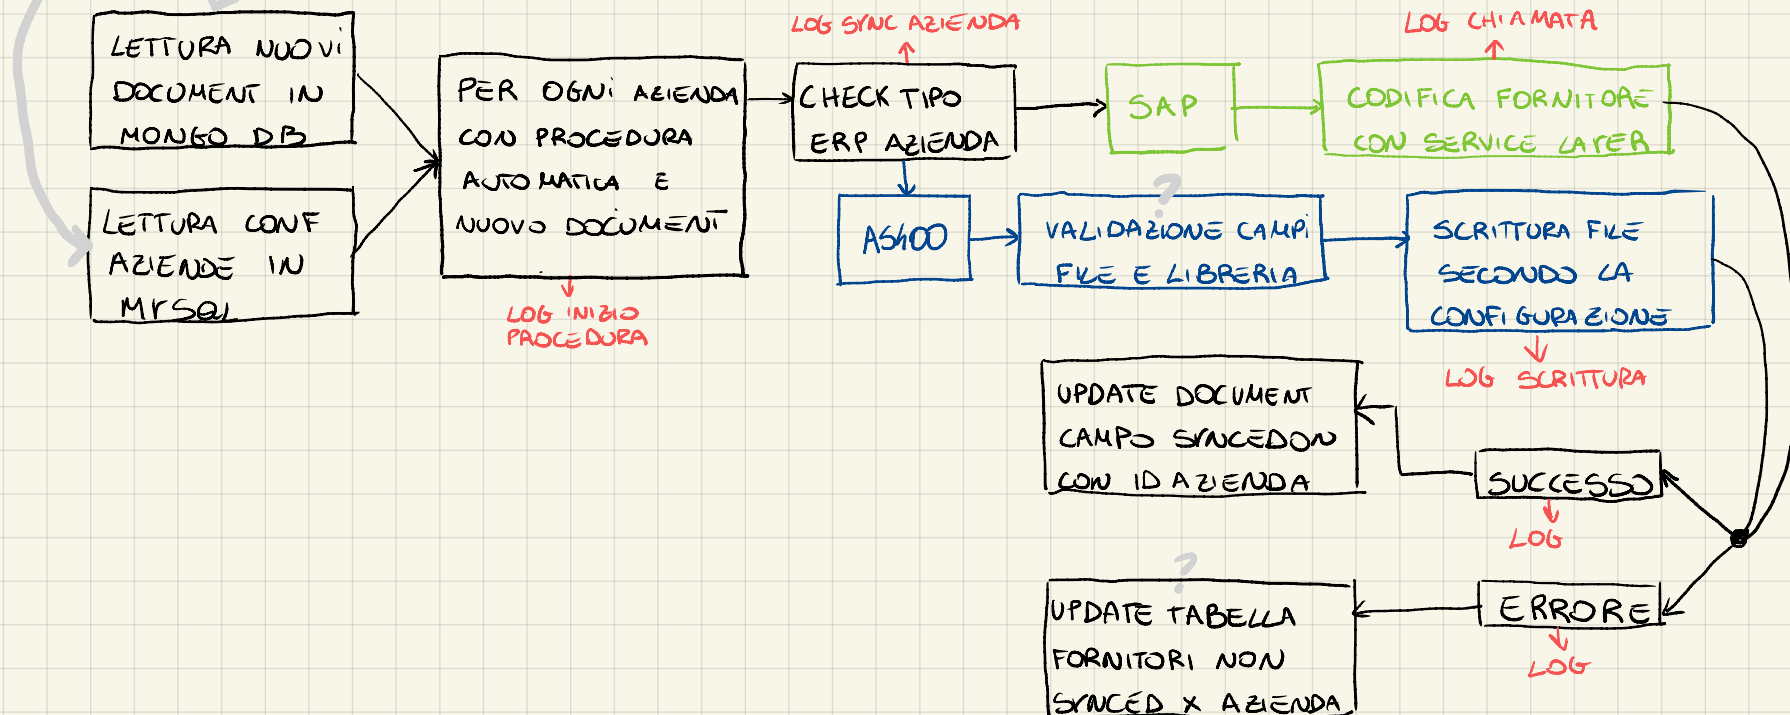 LETTURA NUOVI
DOCUMENT IN
MONGO DB
LETTURA CONF
AZIENDE IN
MYSQL
PER OGNI AZIENDA
CON PROCEDURA
AUTOMATICA E
NUOVO DOCUMENT
LOG INIZIO
PROCEDURA
LOG SYNC AZIENDA
CHECK TIPO
ERP AZIENDA
SAP
LOG CHIAMATA
CODIFICA FORNITORE
CON SERVICE LAYER
AS400
?
VALIDAZIONE CAMPI
FILE E LIBRERIA
SCRITTURA FILE
SECONDO LA
CONFIGURAZIONE
LOG SCRITTURA
UPDATE DOCUMENT
CAMPO SYNCEDON
CON ID AZIENDA
SUCCESSO
LOG
?
UPDATE TABELLA
FORNITORI NON
SYNCED X AZIENDA
ERRORE
LOG